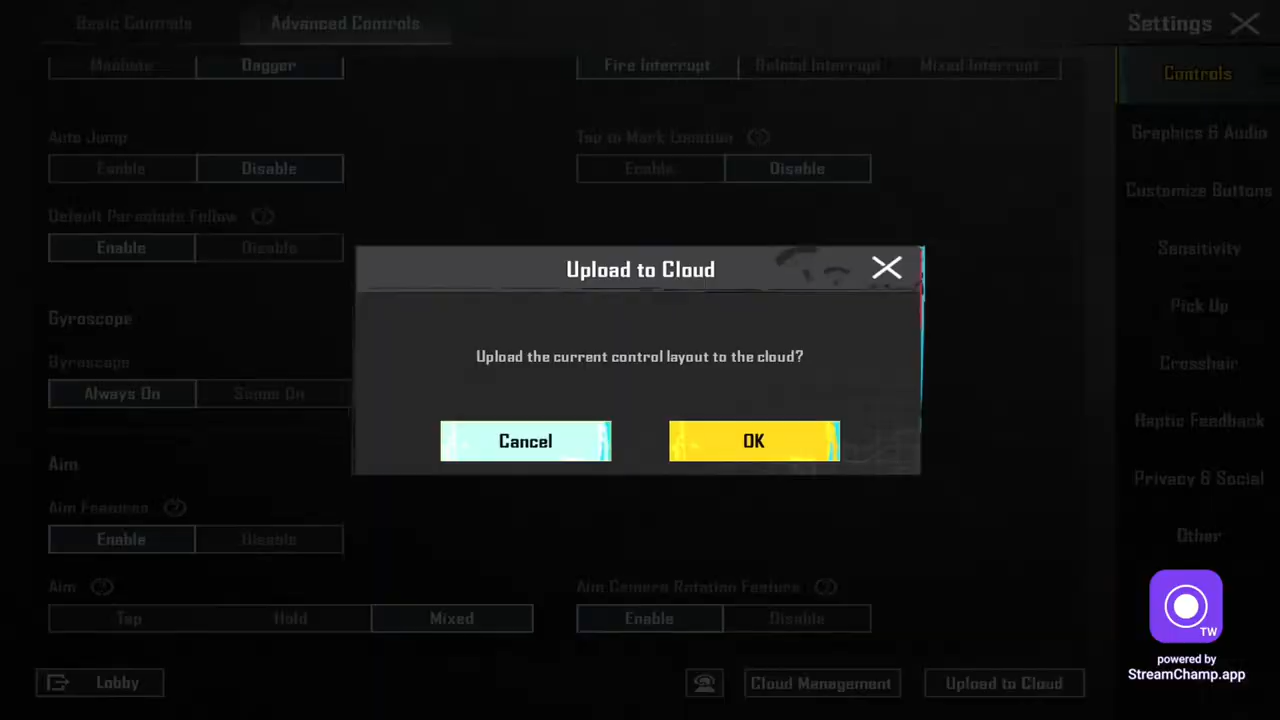 Basic Controls
Advanced Controls
Settings
Machete
Dagger
Fire Interrupt
Reload Interrupt
Mixed Interrupt
Controls
Auto Jump
Tap to Mark Location
Enable
Disable
Enable
Disable
Graphics & Audio
Customize Buttons
Default Parachute Follow
Enable
Disable
Sensitivity
Upload to Cloud
Pick Up
Gyroscope
Gyroscope
Upload the current control layout to the cloud?
Crosshair
Always On
Scope On
Haptic Feedback
Cancel
OK
Aim
Privacy & Social
Aim Features
Enable
Disable
Other
Aim
Aim Camera Rotation Feature
Tap
Hold
Mixed
Enable
Disable
TW
powered by
StreamChamp.app
Lobby
Cloud Management
Upload to Cloud